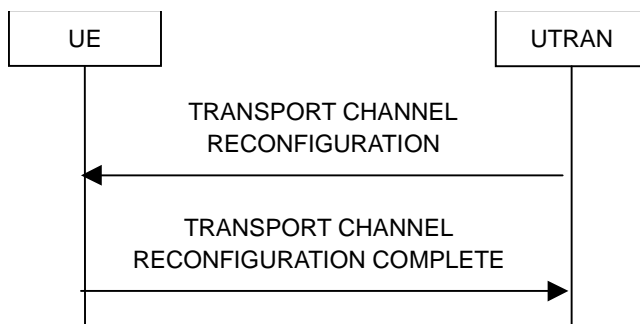 UE
UTRAN
TRANSPORT CHANNEL
RECONFIGURATION
TRANSPORT CHANNEL
RECONFIGURATION COMPLETE